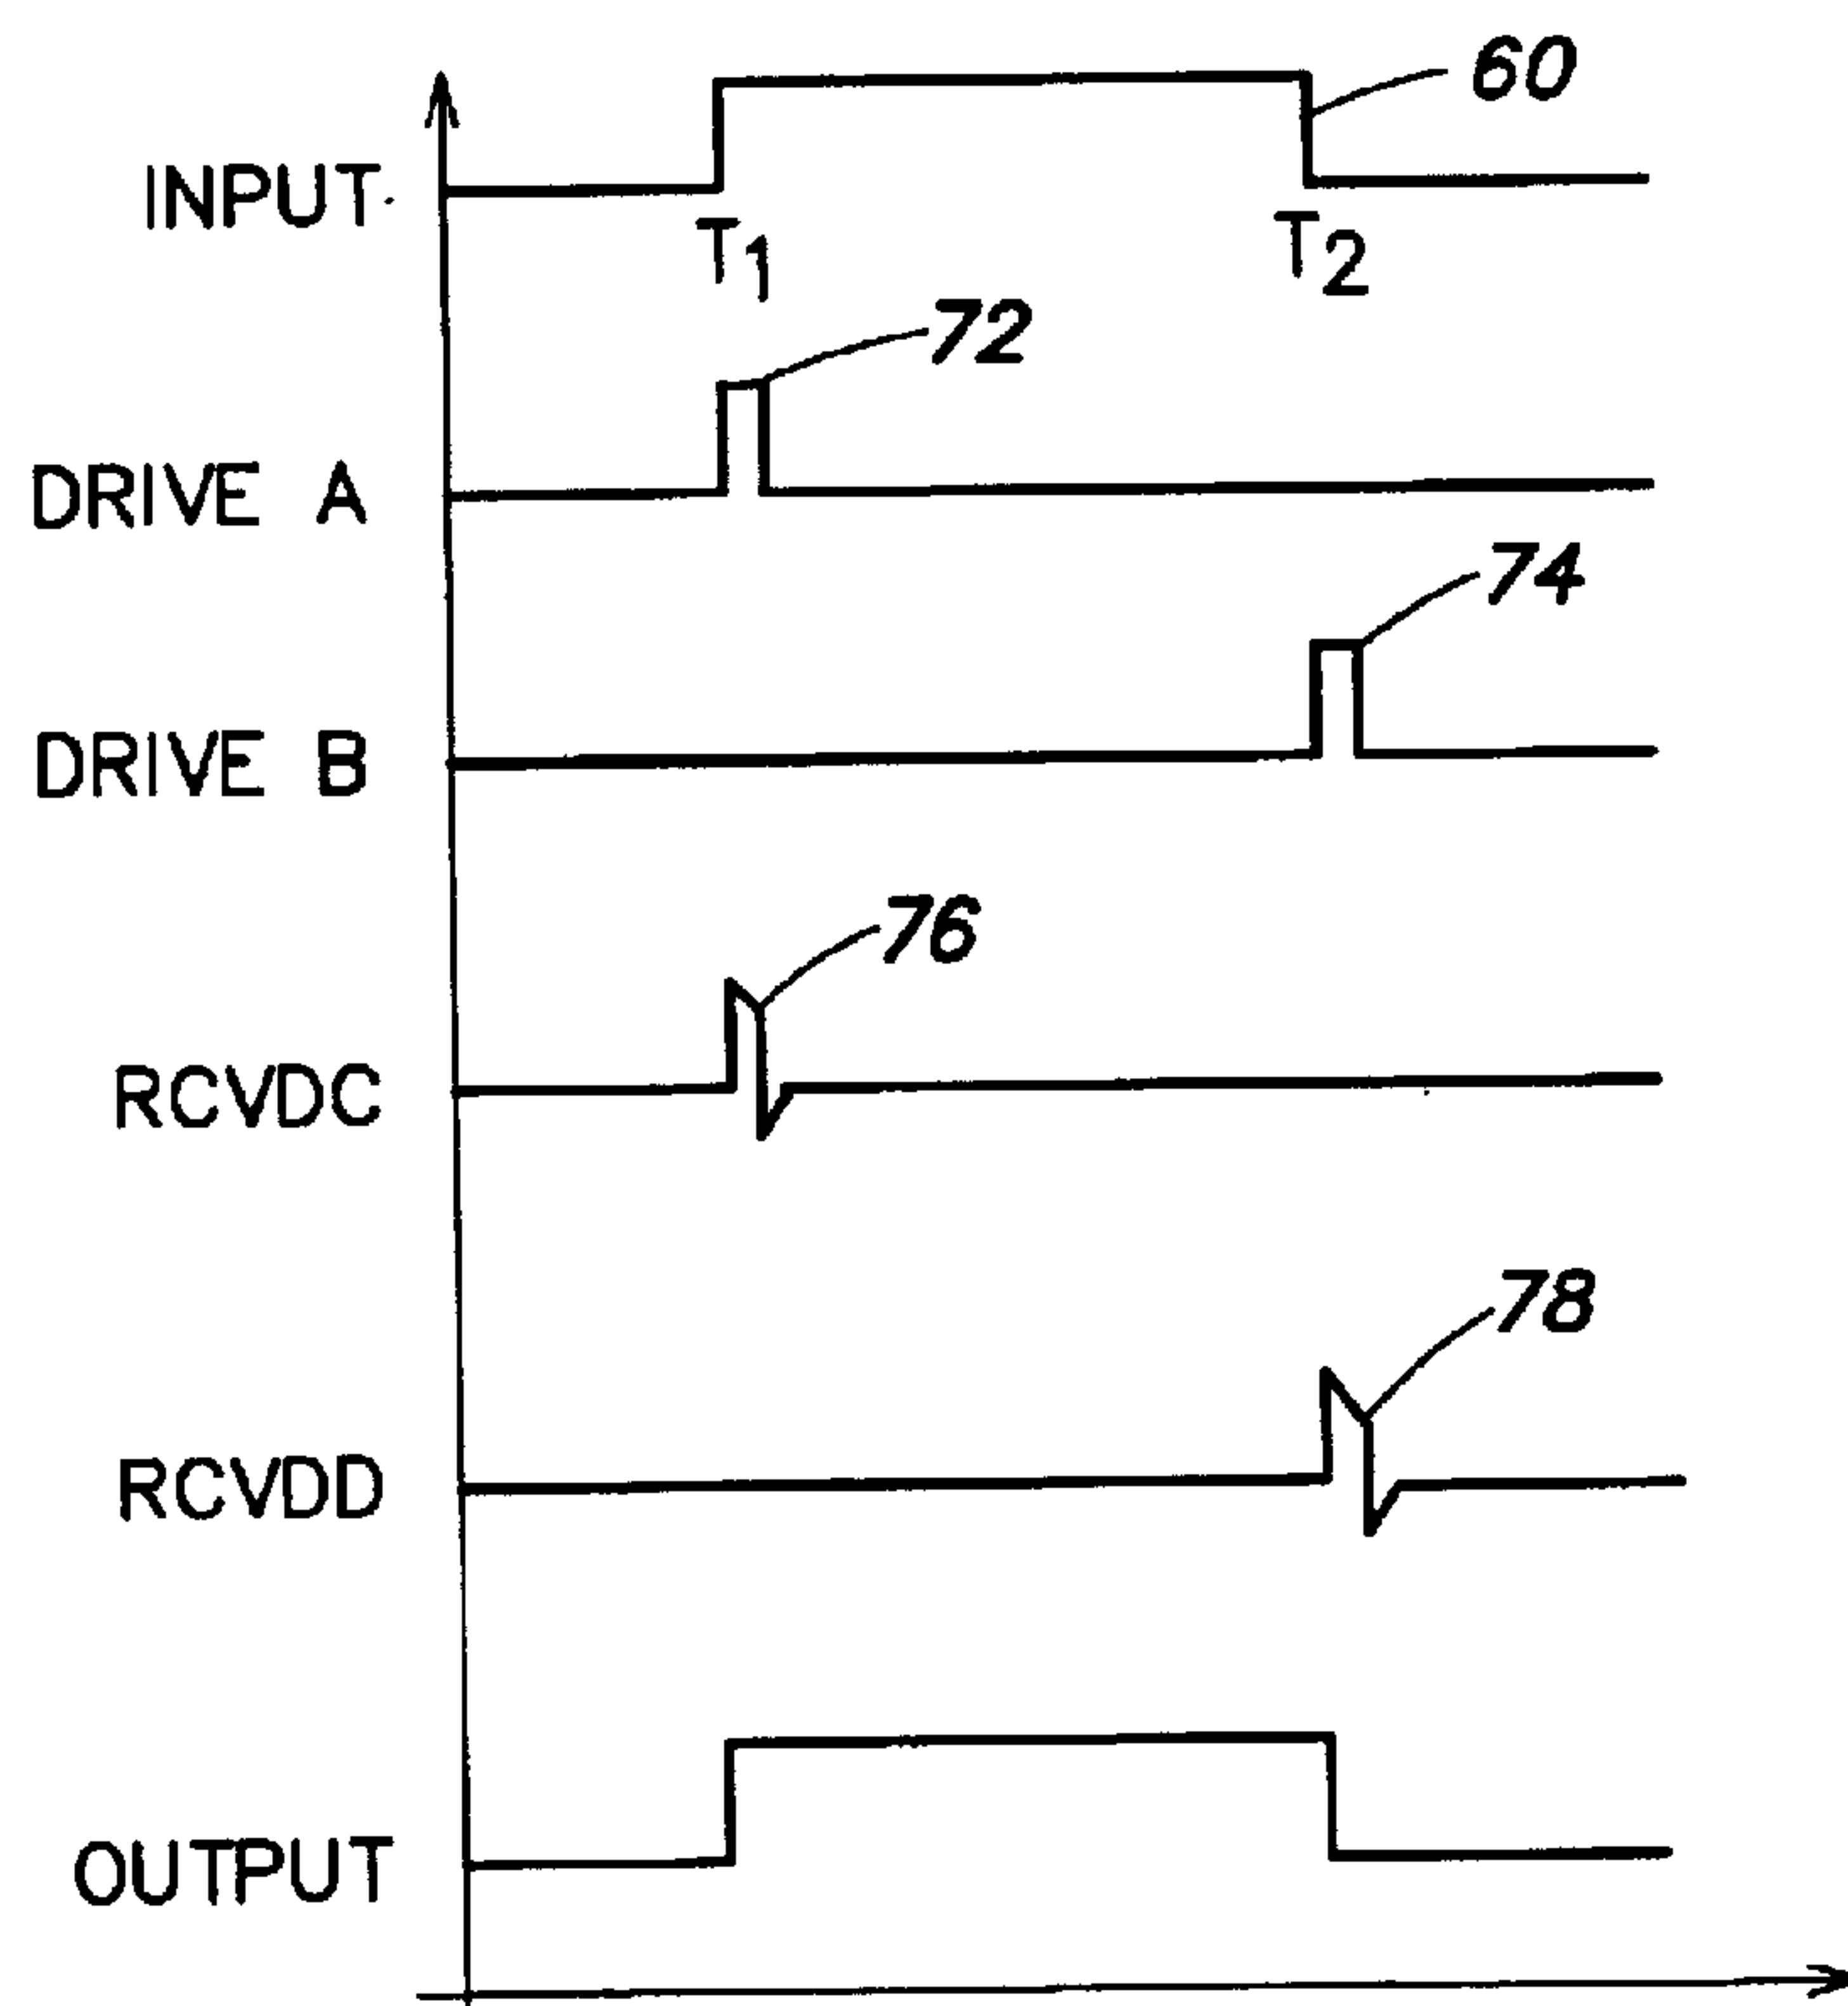 60
INPUT
T1
T2
72
DRIVE A
74
DRIVE B
76
RCVDC
78
RCVDD
OUTPUT